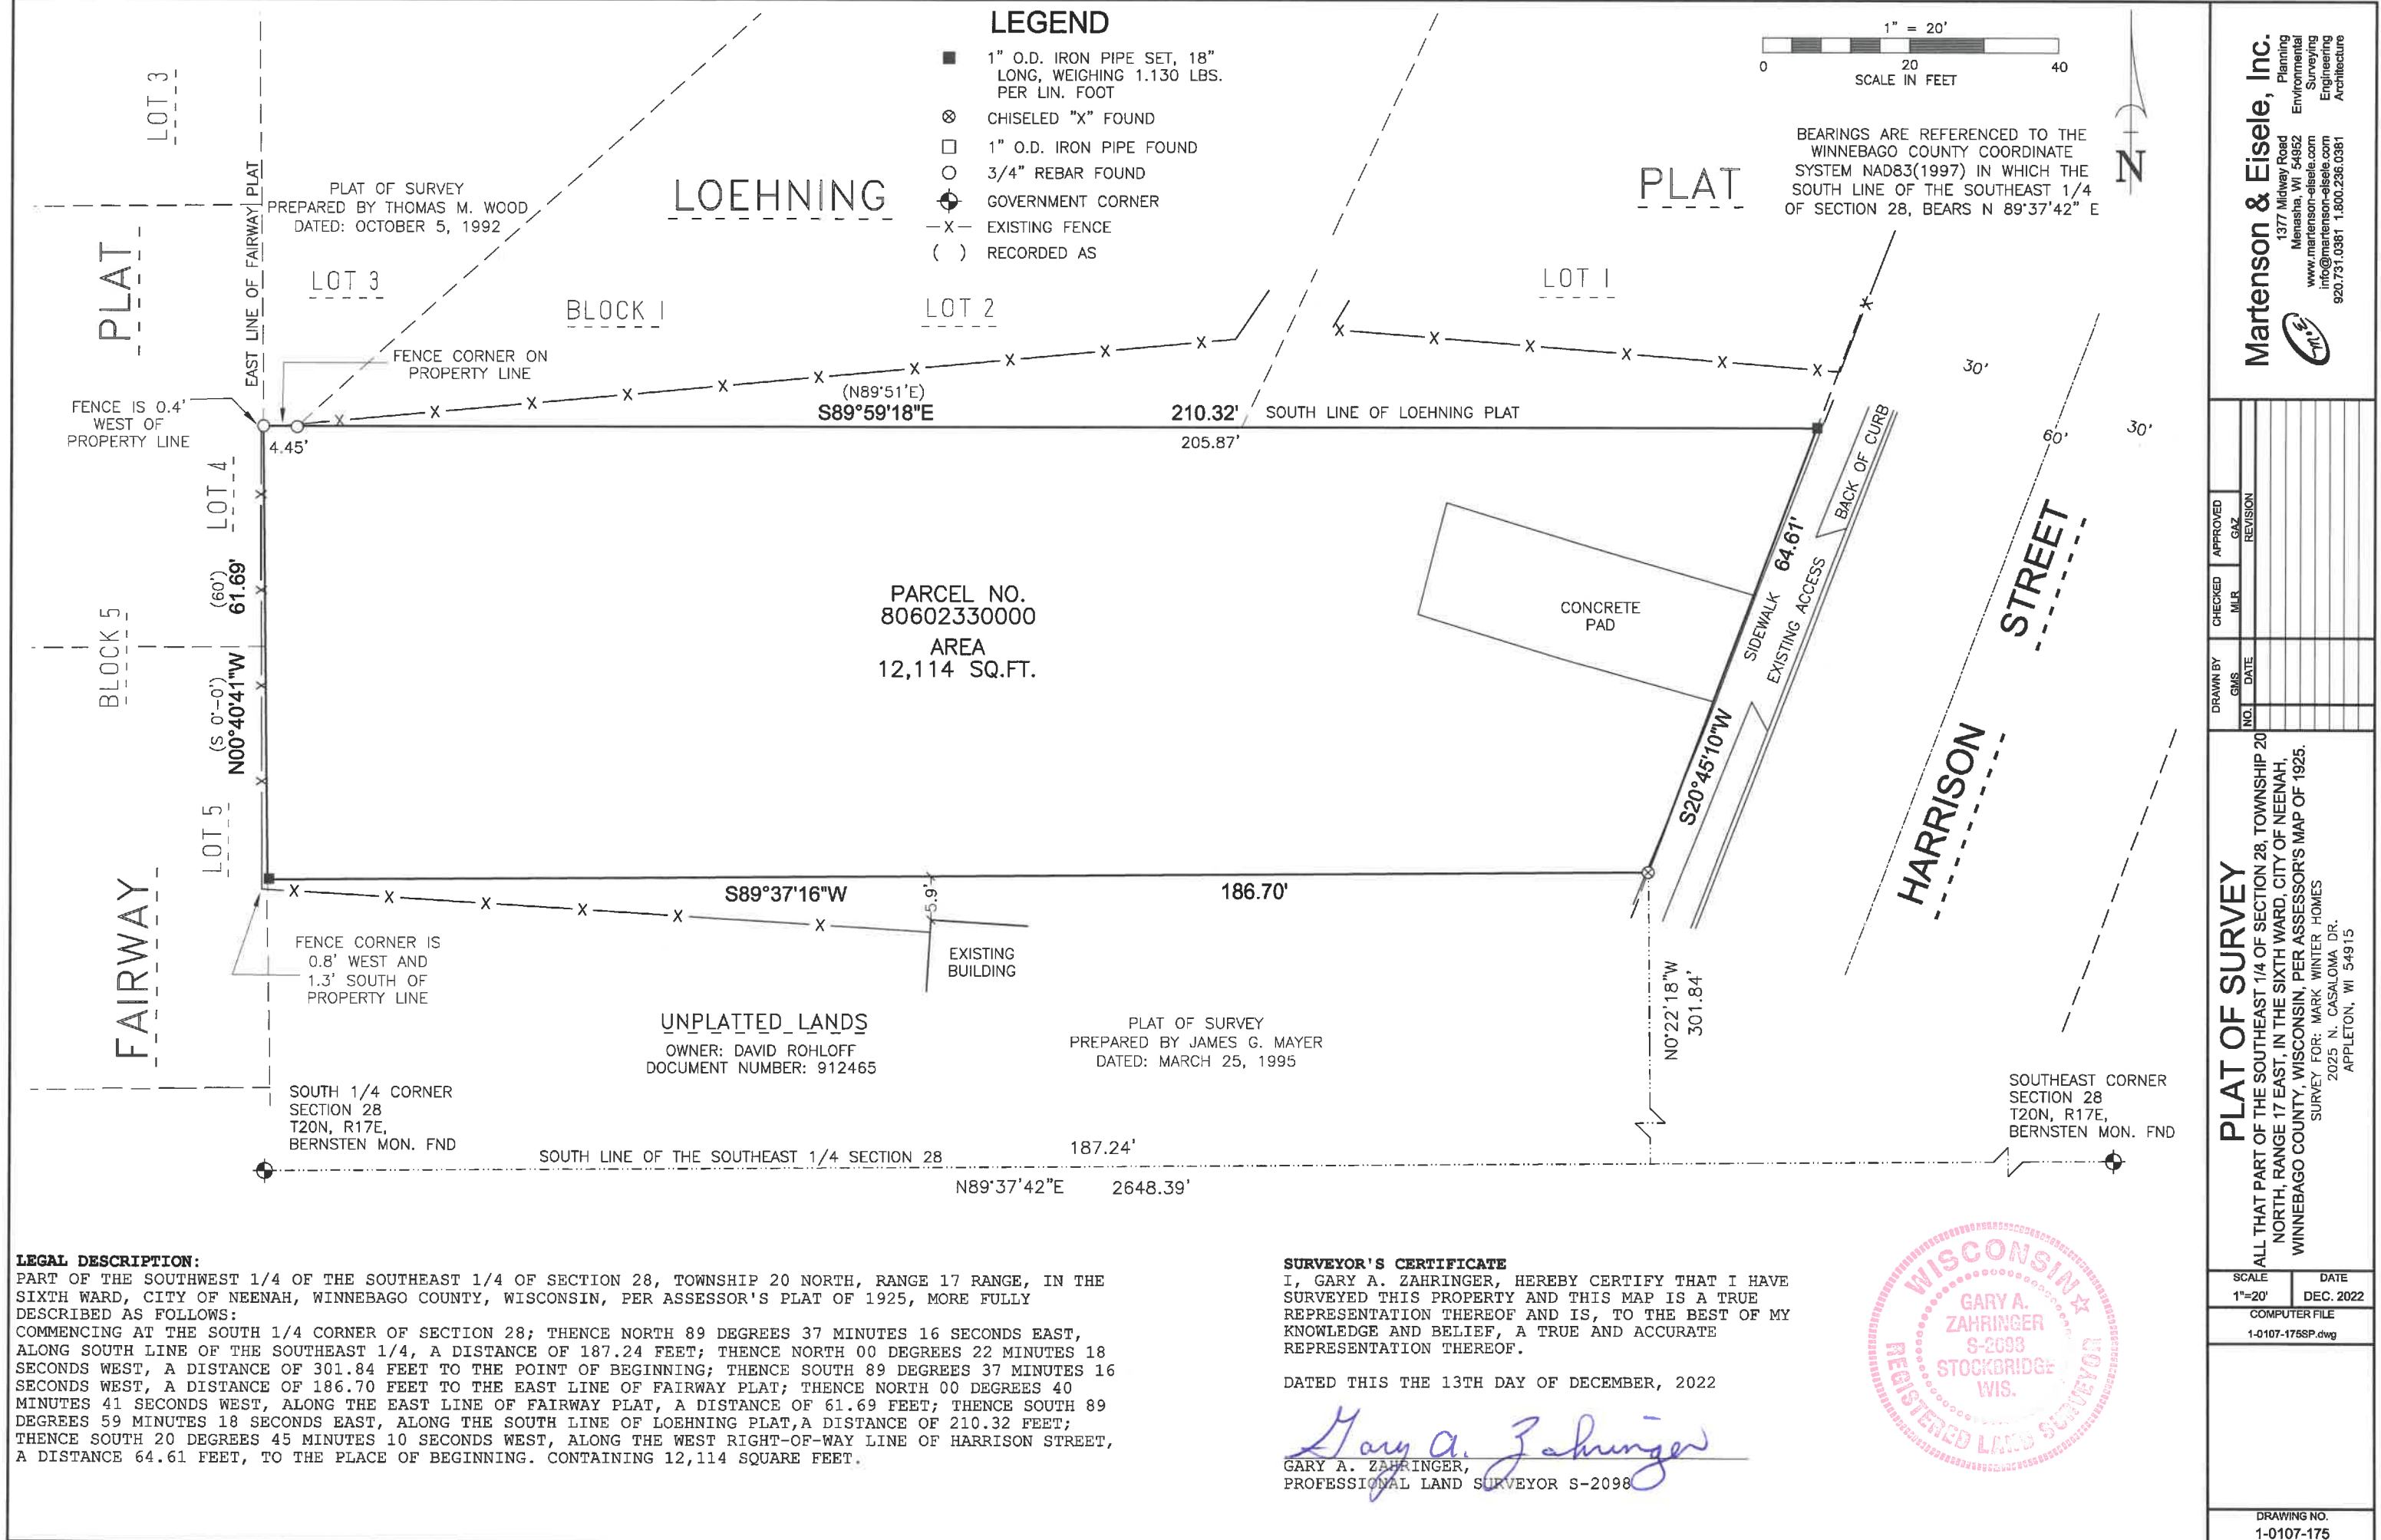 LEGEND
1" O.D. IRON PIPE SET, 18"
LONG, WEIGHING 1.130 LBS.
PER LIN. FOOT
CHISELED "X" FOUND
1" O.D. IRON PIPE FOUND
3/4" REBAR FOUND
GOVERNMENT CORNER
—X— EXISTING FENCE
( ) RECORDED AS
1" = 20'
0 20 40
SCALE IN FEET
BEARINGS ARE REFERENCED TO THE
WINNEBAGO COUNTY COORDINATE
SYSTEM NAD83(1997) IN WHICH THE
SOUTH LINE OF THE SOUTHEAST 1/4
OF SECTION 28, BEARS N 89°37'42" E
N
LOT 3
PLAT
EAST LINE OF FAIRWAY PLAT
PLAT OF SURVEY
PREPARED BY THOMAS M. WOOD
DATED: OCTOBER 5, 1992
LOEHNING
PLAT
LOT 3
BLOCK 1
LOT 2
LOT 1
FENCE CORNER ON
PROPERTY LINE
FENCE IS 0.4'
WEST OF
PROPERTY LINE
(N89°51'E)
S89°59'18"E
210.32'
SOUTH LINE OF LOEHNING PLAT
4.45'
205.87'
30'
60'
30'
BACK OF CURB
LOT 4
(60')
61.69'
BLOCK 5
(S 0°-0')
N00°40'41"W
LOT 5
FAIRWAY
PARCEL NO.
80602330000
AREA
12,114 SQ.FT.
CONCRETE
PAD
64.61'
SIDEWALK
EXISTING ACCESS
S20°45'10"W
HARRISON STREET
S89°37'16"W
5.9'
186.70'
FENCE CORNER IS
0.8' WEST AND
1.3' SOUTH OF
PROPERTY LINE
EXISTING
BUILDING
UNPLATTED LANDS
OWNER: DAVID ROHLOFF
DOCUMENT NUMBER: 912465
PLAT OF SURVEY
PREPARED BY JAMES G. MAYER
DATED: MARCH 25, 1995
N0°22'18"W
301.84'
SOUTH 1/4 CORNER
SECTION 28
T20N, R17E,
BERNSTEN MON. FND
SOUTHEAST CORNER
SECTION 28
T20N, R17E,
BERNSTEN MON. FND
SOUTH LINE OF THE SOUTHEAST 1/4 SECTION 28
187.24'
N89°37'42"E 2648.39'
LEGAL DESCRIPTION:
PART OF THE SOUTHWEST 1/4 OF THE SOUTHEAST 1/4 OF SECTION 28, TOWNSHIP 20 NORTH, RANGE 17 RANGE, IN THE
SIXTH WARD, CITY OF NEENAH, WINNEBAGO COUNTY, WISCONSIN, PER ASSESSOR'S PLAT OF 1925, MORE FULLY
DESCRIBED AS FOLLOWS:
COMMENCING AT THE SOUTH 1/4 CORNER OF SECTION 28; THENCE NORTH 89 DEGREES 37 MINUTES 16 SECONDS EAST,
ALONG SOUTH LINE OF THE SOUTHEAST 1/4, A DISTANCE OF 187.24 FEET; THENCE NORTH 00 DEGREES 22 MINUTES 18
SECONDS WEST, A DISTANCE OF 301.84 FEET TO THE POINT OF BEGINNING; THENCE SOUTH 89 DEGREES 37 MINUTES 16
SECONDS WEST, A DISTANCE OF 186.70 FEET TO THE EAST LINE OF FAIRWAY PLAT; THENCE NORTH 00 DEGREES 40
MINUTES 41 SECONDS WEST, ALONG THE EAST LINE OF FAIRWAY PLAT, A DISTANCE OF 61.69 FEET; THENCE SOUTH 89
DEGREES 59 MINUTES 18 SECONDS EAST, ALONG THE SOUTH LINE OF LOEHNING PLAT,A DISTANCE OF 210.32 FEET;
THENCE SOUTH 20 DEGREES 45 MINUTES 10 SECONDS WEST, ALONG THE WEST RIGHT-OF-WAY LINE OF HARRISON STREET,
A DISTANCE 64.61 FEET, TO THE PLACE OF BEGINNING. CONTAINING 12,114 SQUARE FEET.
SURVEYOR'S CERTIFICATE
I, GARY A. ZAHRINGER, HEREBY CERTIFY THAT I HAVE
SURVEYED THIS PROPERTY AND THIS MAP IS A TRUE
REPRESENTATION THEREOF AND IS, TO THE BEST OF MY
KNOWLEDGE AND BELIEF, A TRUE AND ACCURATE
REPRESENTATION THEREOF.
DATED THIS THE 13TH DAY OF DECEMBER, 2022
Gary A. Zahringer
GARY A. ZAHRINGER,
PROFESSIONAL LAND SURVEYOR S-2098
WISCONSIN
GARY A.
ZAHRINGER
S-2098
STOCKBRIDGE
WIS.
REGISTERED LAND SURVEYOR
Martenson & Eisele, Inc.
1377 Midway Road
Menasha, WI 54952
www.martenson-eisele.com
info@martenson-eisele.com
920.731.0381 1.800.236.0381
Planning
Environmental
Surveying
Engineering
Architecture
M.E.
DRAWN BY
GMS
CHECKED
MLR
APPROVED
GAZ
NO. DATE REVISION
PLAT OF SURVEY
ALL THAT PART OF THE SOUTHEAST 1/4 OF SECTION 28, TOWNSHIP 20
NORTH, RANGE 17 EAST, IN THE SIXTH WARD, CITY OF NEENAH,
WINNEBAGO COUNTY, WISCONSIN, PER ASSESSOR'S MAP OF 1925.
SURVEY FOR: MARK WINTER HOMES
2025 N. CASALOMA DR.
APPLETON, WI 54915
SCALE
1"=20'
DATE
DEC. 2022
COMPUTER FILE
1-0107-175SP.dwg
DRAWING NO.
1-0107-175